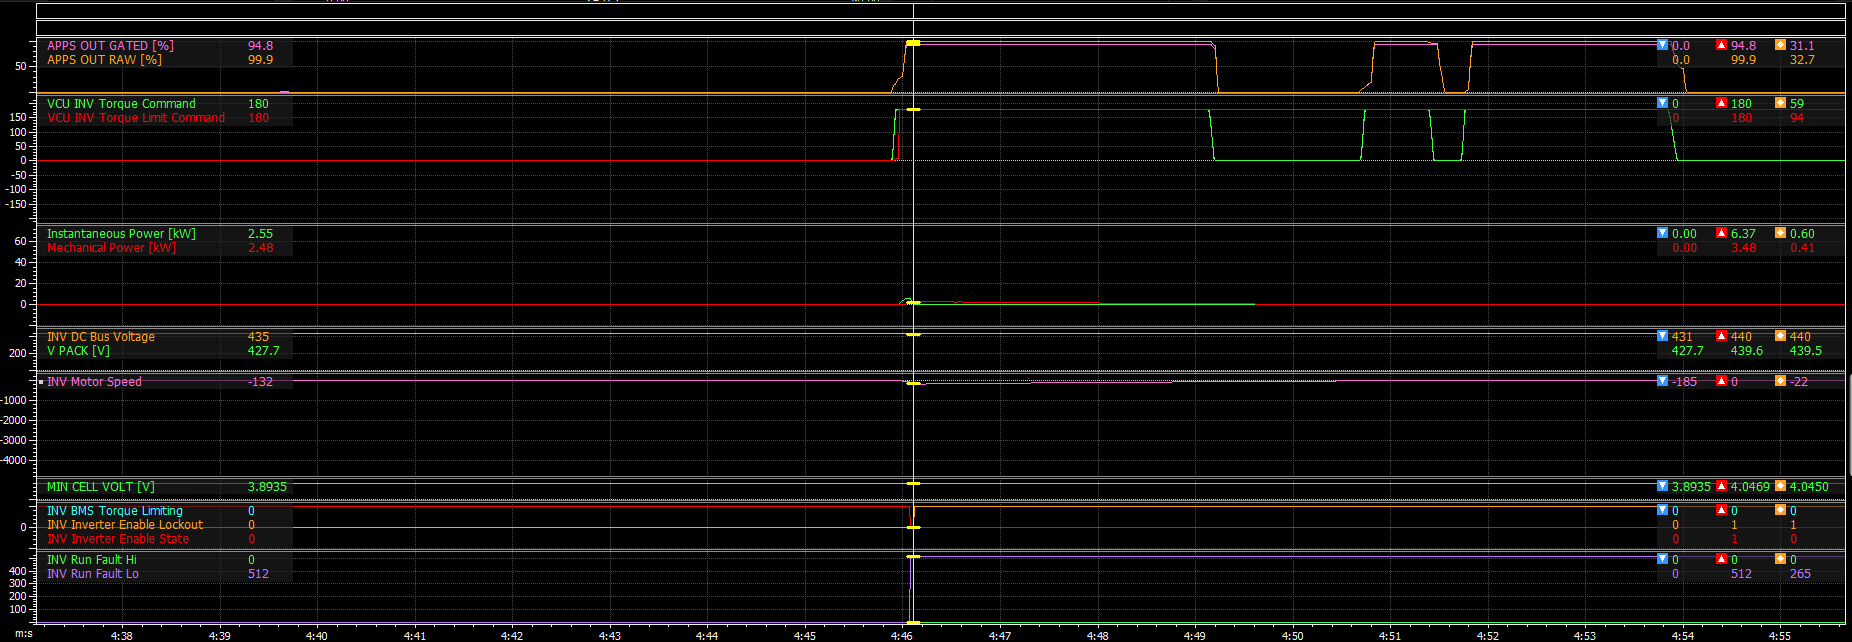 APPS OUT GATED [%] 94.8 0.0 94.8 31.1
APPS OUT RAW [%] 99.9 0.0 99.9 32.7
50
VCU INV Torque Command 180 0 180 59
VCU INV Torque Limit Command 180 0 180 94
150
100
50
0
-50
-100
-150
Instantaneous Power [kW] 2.55 0.00 6.37 0.60
Mechanical Power [kW] 2.48 0.00 3.48 0.41
60
40
20
0
INV DC Bus Voltage 435 431 440 440
V PACK [V] 427.7 427.7 439.6 439.5
200
INV Motor Speed -132 -185 0 -22
-1000
-2000
-3000
-4000
MIN CELL VOLT [V] 3.8935 3.8935 4.0469 4.0450
INV BMS Torque Limiting 0 0 0 0
INV Inverter Enable Lockout 0 0 1 1
0
INV Inverter Enable State 0 0 1 0
INV Run Fault Hi 0 0 0 0
INV Run Fault Lo 512 0 512 265
400
300
200
100
m:s 4:38 4:39 4:40 4:41 4:42 4:43 4:44 4:45 4:46 4:47 4:48 4:49 4:50 4:51 4:52 4:53 4:54 4:55